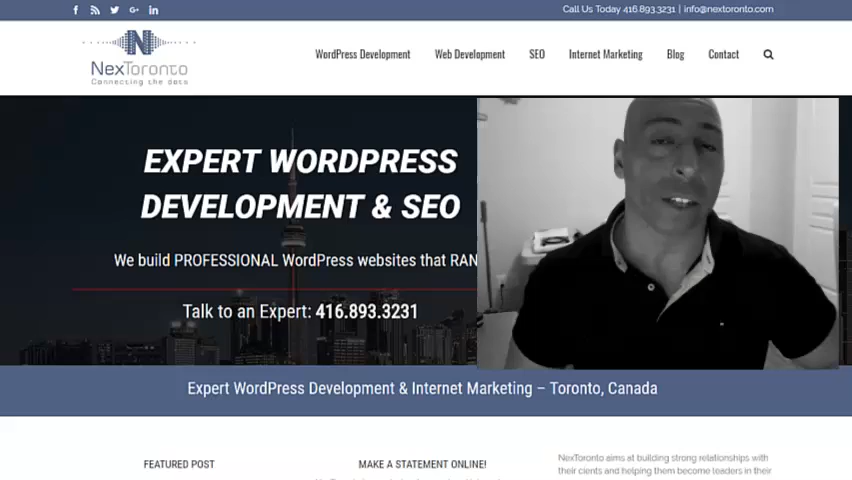 Call Us Today 416.893.3231 | info@nextoronto.com
NexToronto
Connecting the dots
WordPress Development
Web Development
SEO
Internet Marketing
Blog
Contact
EXPERT WORDPRESS
DEVELOPMENT & SEO
We build PROFESSIONAL WordPress websites that RAN
Talk to an Expert: 416.893.3231
Expert WordPress Development & Internet Marketing – Toronto, Canada
FEATURED POST
MAKE A STATEMENT ONLINE!
NexToronto aims at building strong relationships with
their cients and helping them become leaders in their